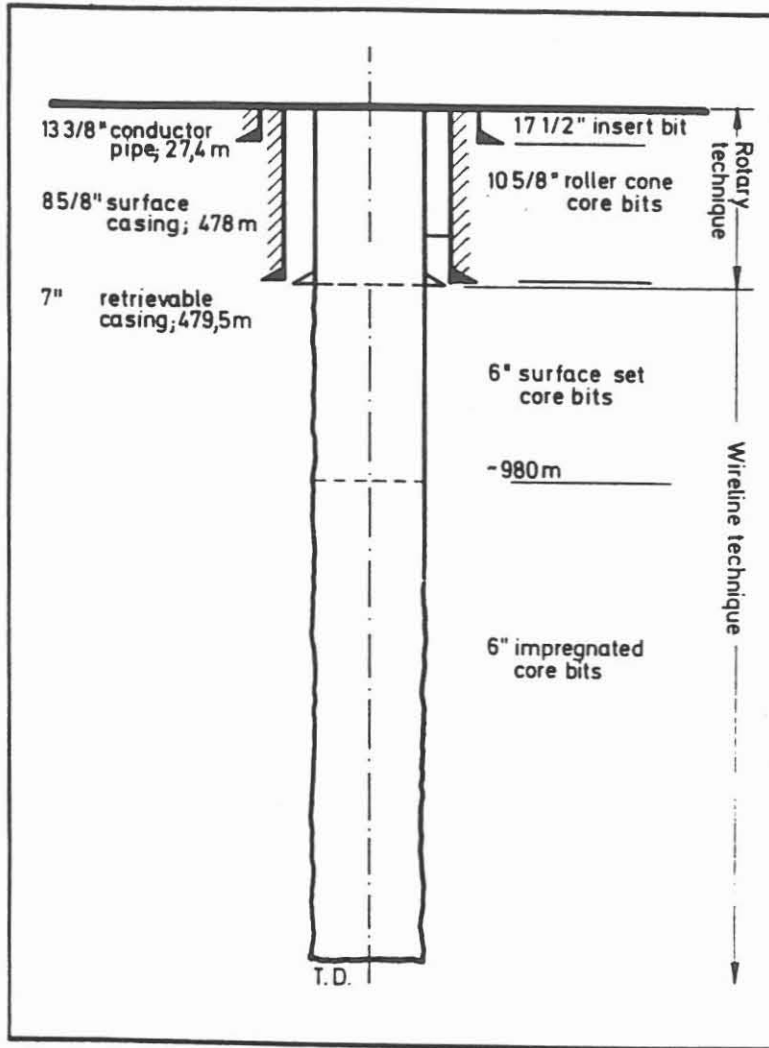 13 3/8" conductor
pipe; 27,4 m
8 5/8" surface
casing; 478 m
7" retrievable
casing; 479,5m
17 1/2" insert bit
10 5/8" roller cone
core bits
Rotary
technique
6" surface set
core bits
~980m
6" impregnated
core bits
Wireline technique
T. D.